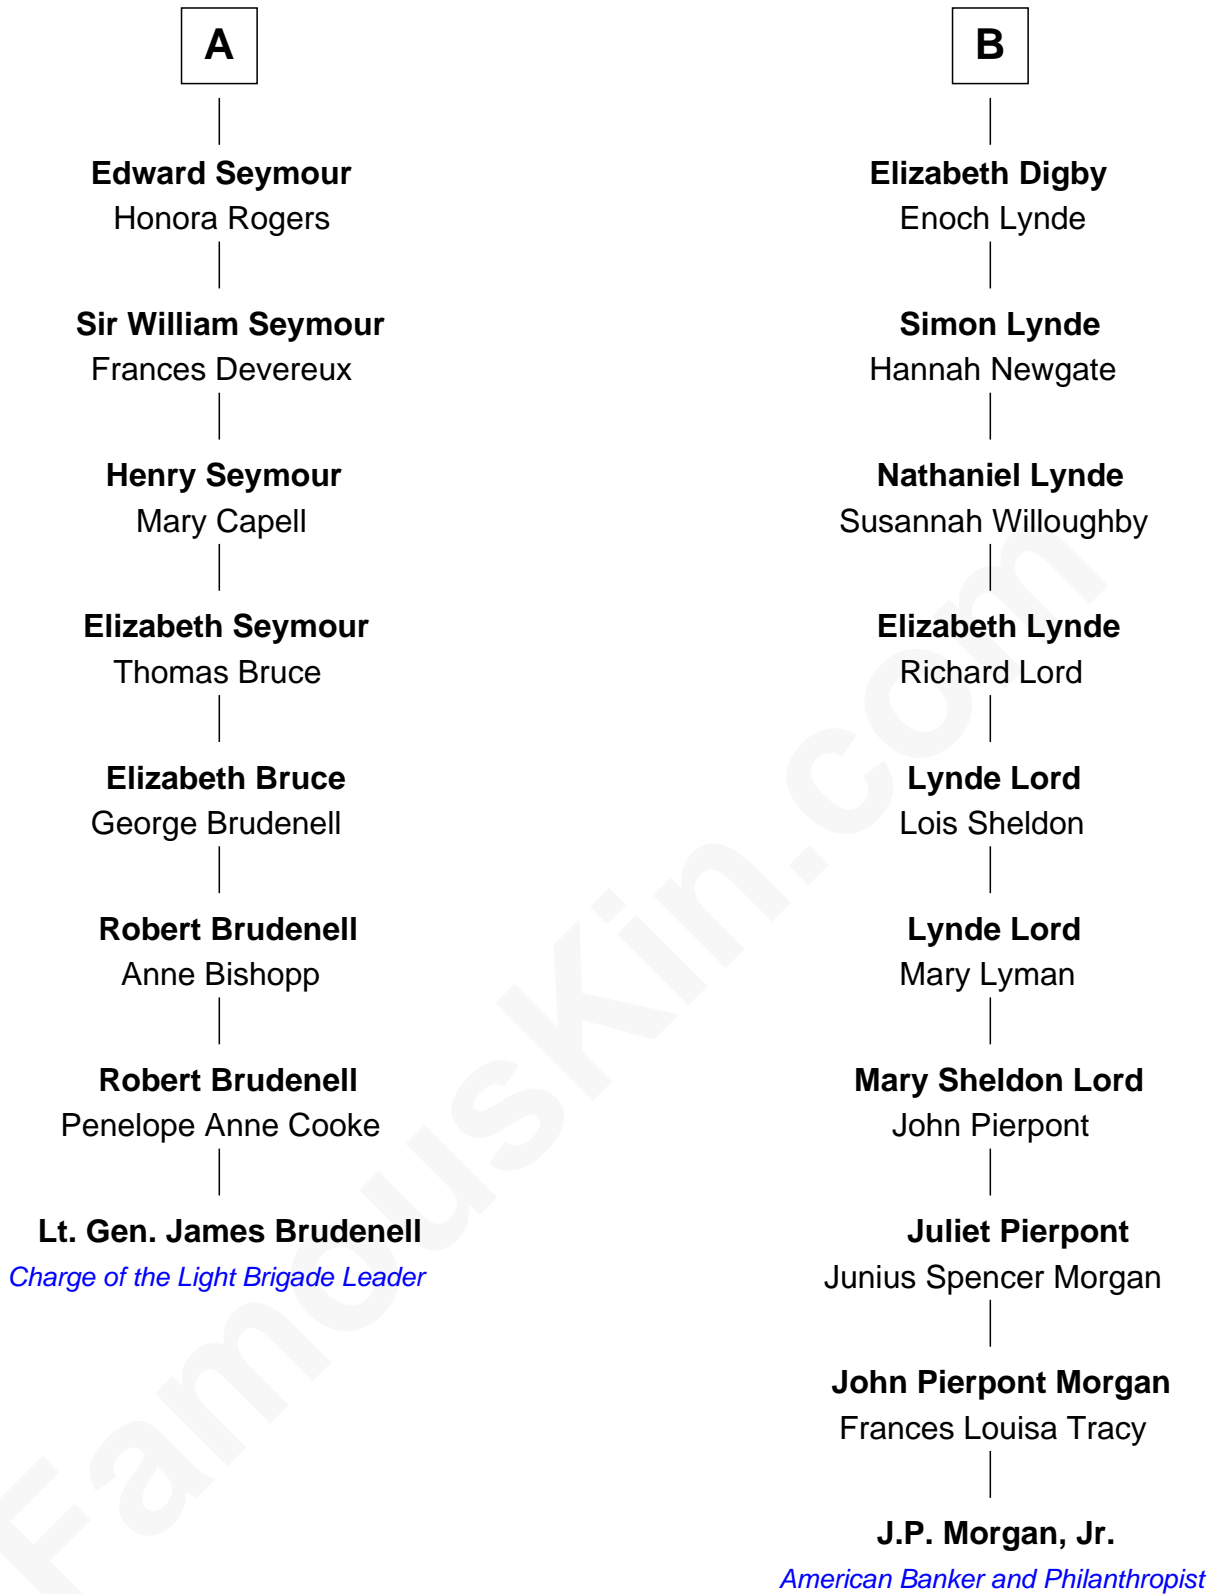 A
Edward Seymour
Honora Rogers
Sir William Seymour
Frances Devereux
Henry Seymour
Mary Capell
Elizabeth Seymour
Thomas Bruce
Elizabeth Bruce
George Brudenell
Robert Brudenell
Anne Bishopp
Robert Brudenell
Penelope Anne Cooke
Lt. Gen. James Brudenell
Charge of the Light Brigade Leader
B
Elizabeth Digby
Enoch Lynde
Simon Lynde
Hannah Newgate
Nathaniel Lynde
Susannah Willoughby
Elizabeth Lynde
Richard Lord
Lynde Lord
Lois Sheldon
Lynde Lord
Mary Lyman
Mary Sheldon Lord
John Pierpont
Juliet Pierpont
Junius Spencer Morgan
John Pierpont Morgan
Frances Louisa Tracy
J.P. Morgan, Jr.
American Banker and Philanthropist
FamousKin.com